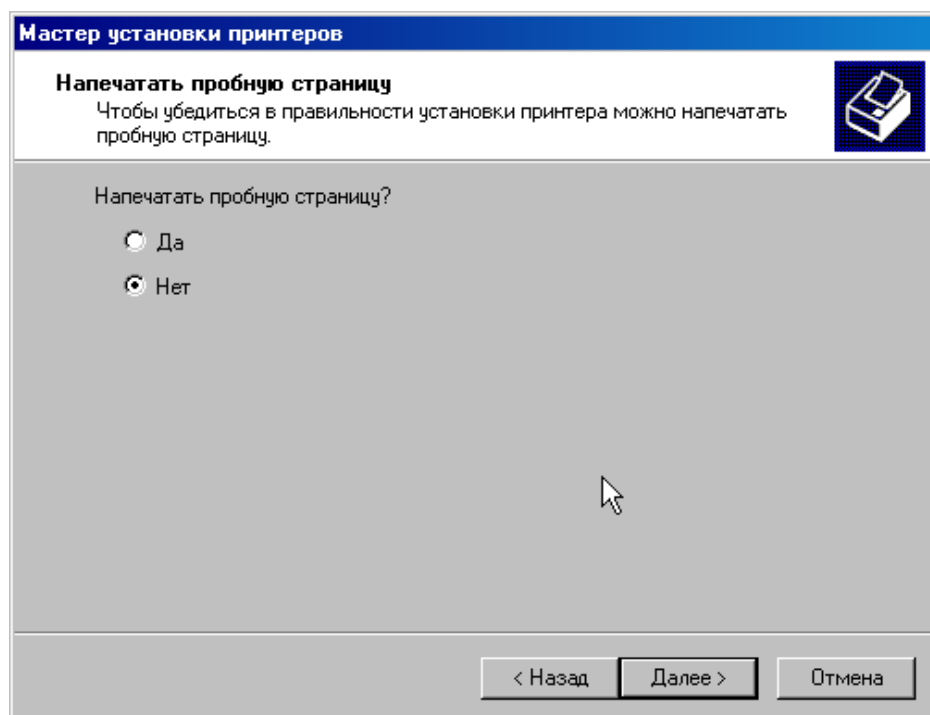 Мастер установки принтеров
Напечатать пробную страницу
Чтобы убедиться в правильности установки принтера можно напечатать
пробную страницу.
Напечатать пробную страницу?
Да
Нет
< Назад Далее > Отмена